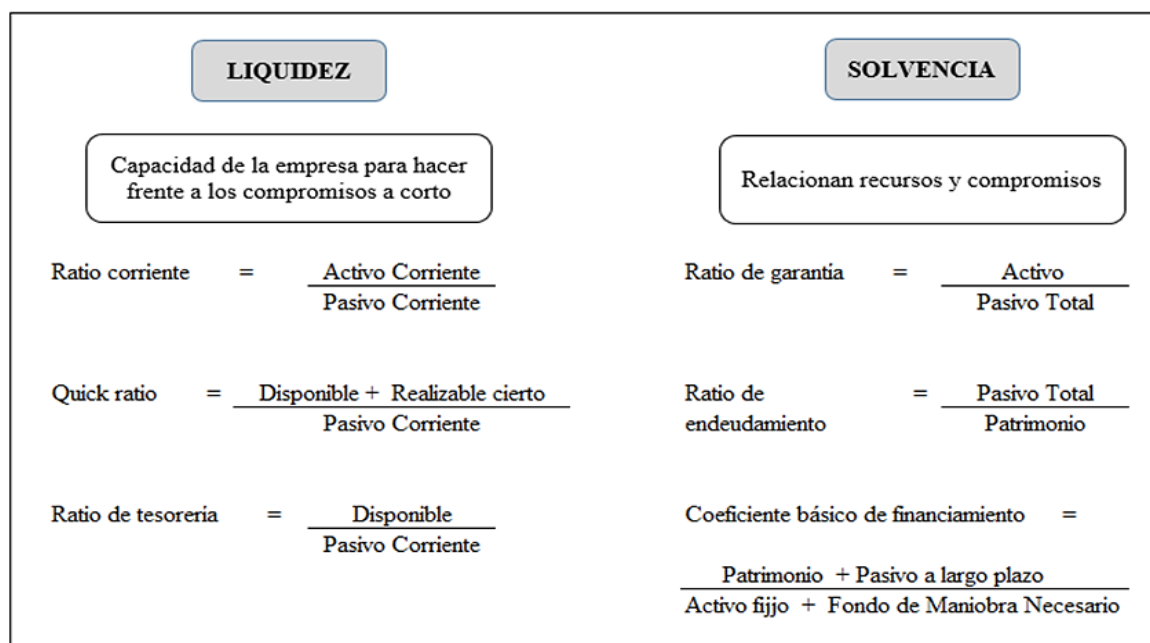 LIQUIDEZ
Capacidad de la empresa para hacer
frente a los compromisos a corto
Ratio corriente = Activo Corriente
Pasivo Corriente
Quick ratio = Disponible + Realizable cierto
Pasivo Corriente
Ratio de tesorería = Disponible
Pasivo Corriente
SOLVENCIA
Relacionan recursos y compromisos
Ratio de garantía = Activo
Pasivo Total
Ratio de = Pasivo Total
endeudamiento Patrimonio
Coeficiente básico de financiamiento =
Patrimonio + Pasivo a largo plazo
Activo fijjo + Fondo de Maniobra Necesario